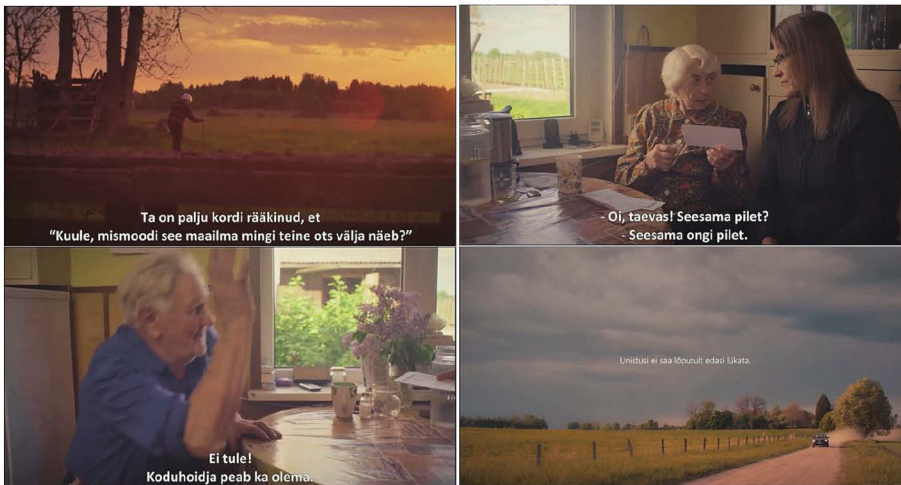 Ta on palju kordi rääkinud, et
“Kuule, mismoodi see maailma mingi teine ots välja näeb?”
- Oi, taevas! Seesama pilet?
- Seesama ongi pilet.
Ei tule!
Koduhoidja peab ka olema.
Unistusi ei saa lõputult edasi lükata.